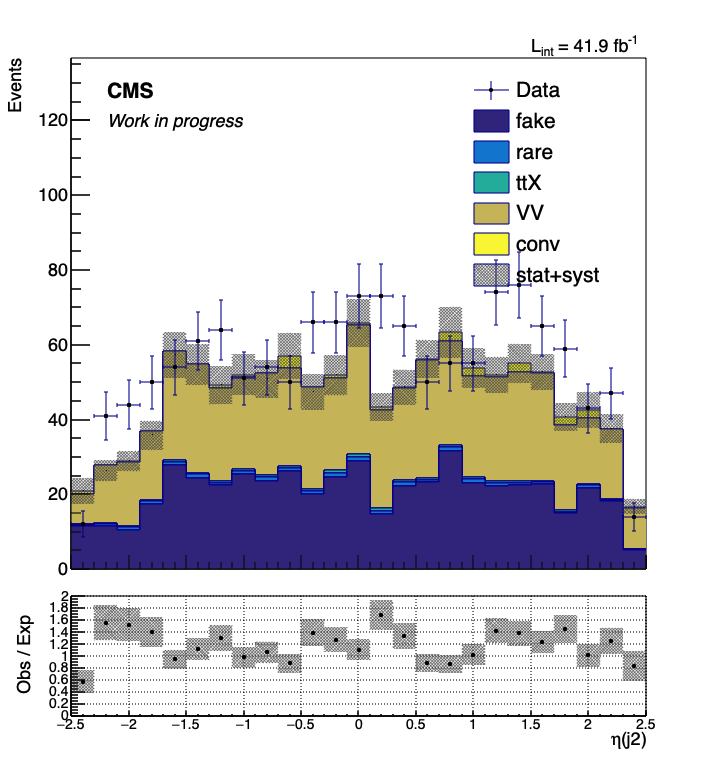 L_int = 41.9 fb^-1
Events
CMS
Work in progress
Data
fake
rare
ttX
VV
conv
stat+syst
120
100
80
60
40
20
0
Obs / Exp
2
1.8
1.6
1.4
1.2
1
0.8
0.6
0.4
0.2
0
−2.5 −2 −1.5 −1 −0.5 0 0.5 1 1.5 2 2.5
η(j2)